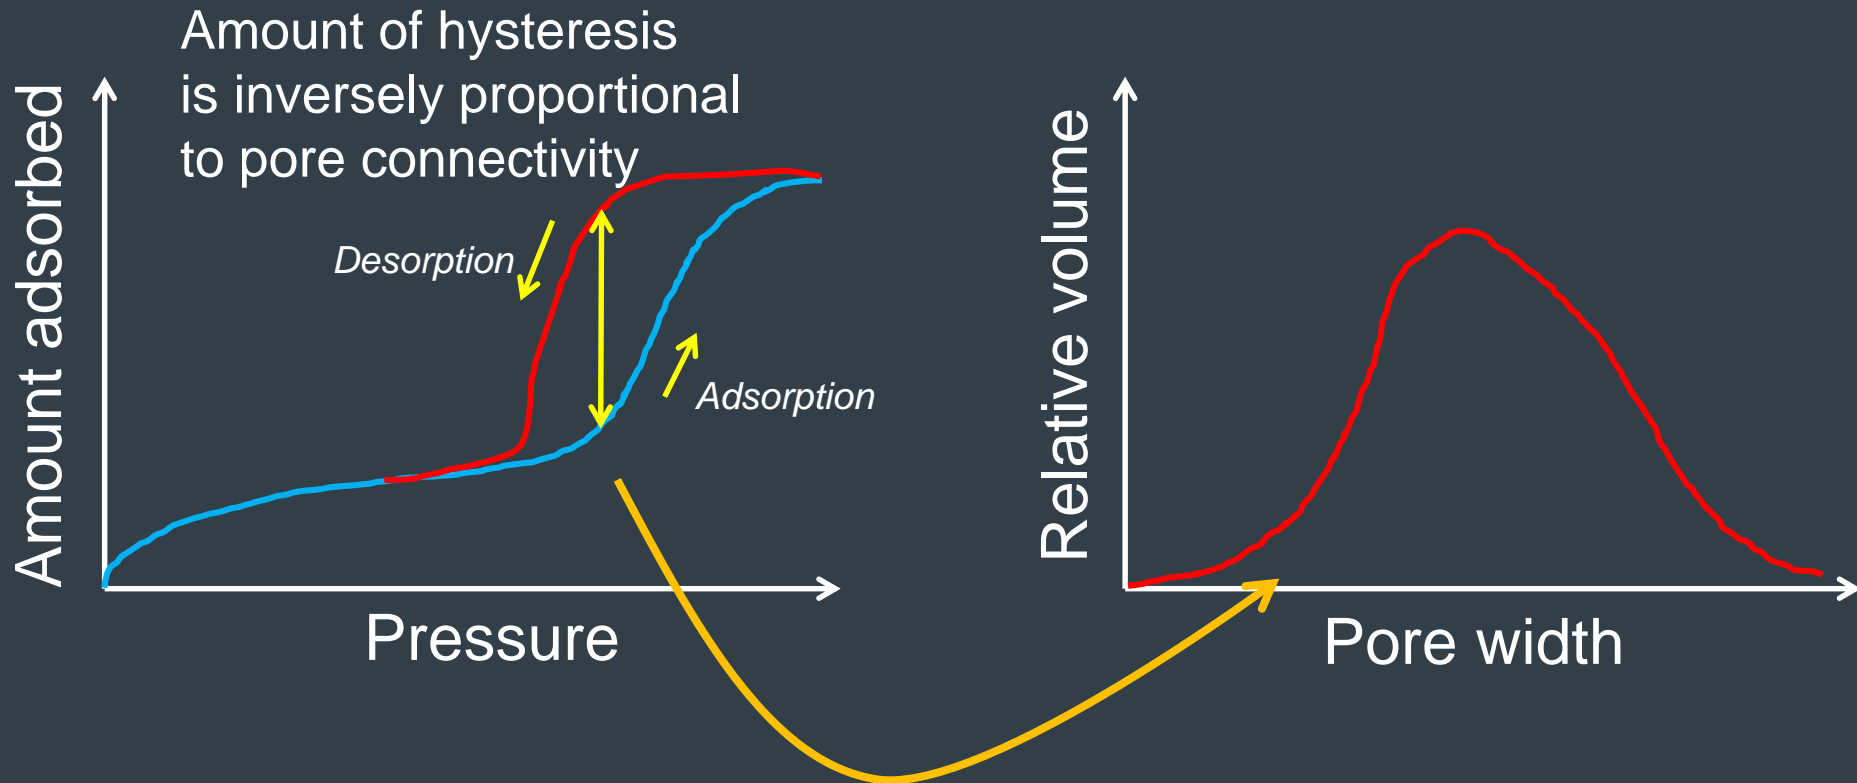 Amount of hysteresis
is inversely proportional
to pore connectivity
Amount adsorbed
Desorption
Adsorption
Pressure
Relative volume
Pore width